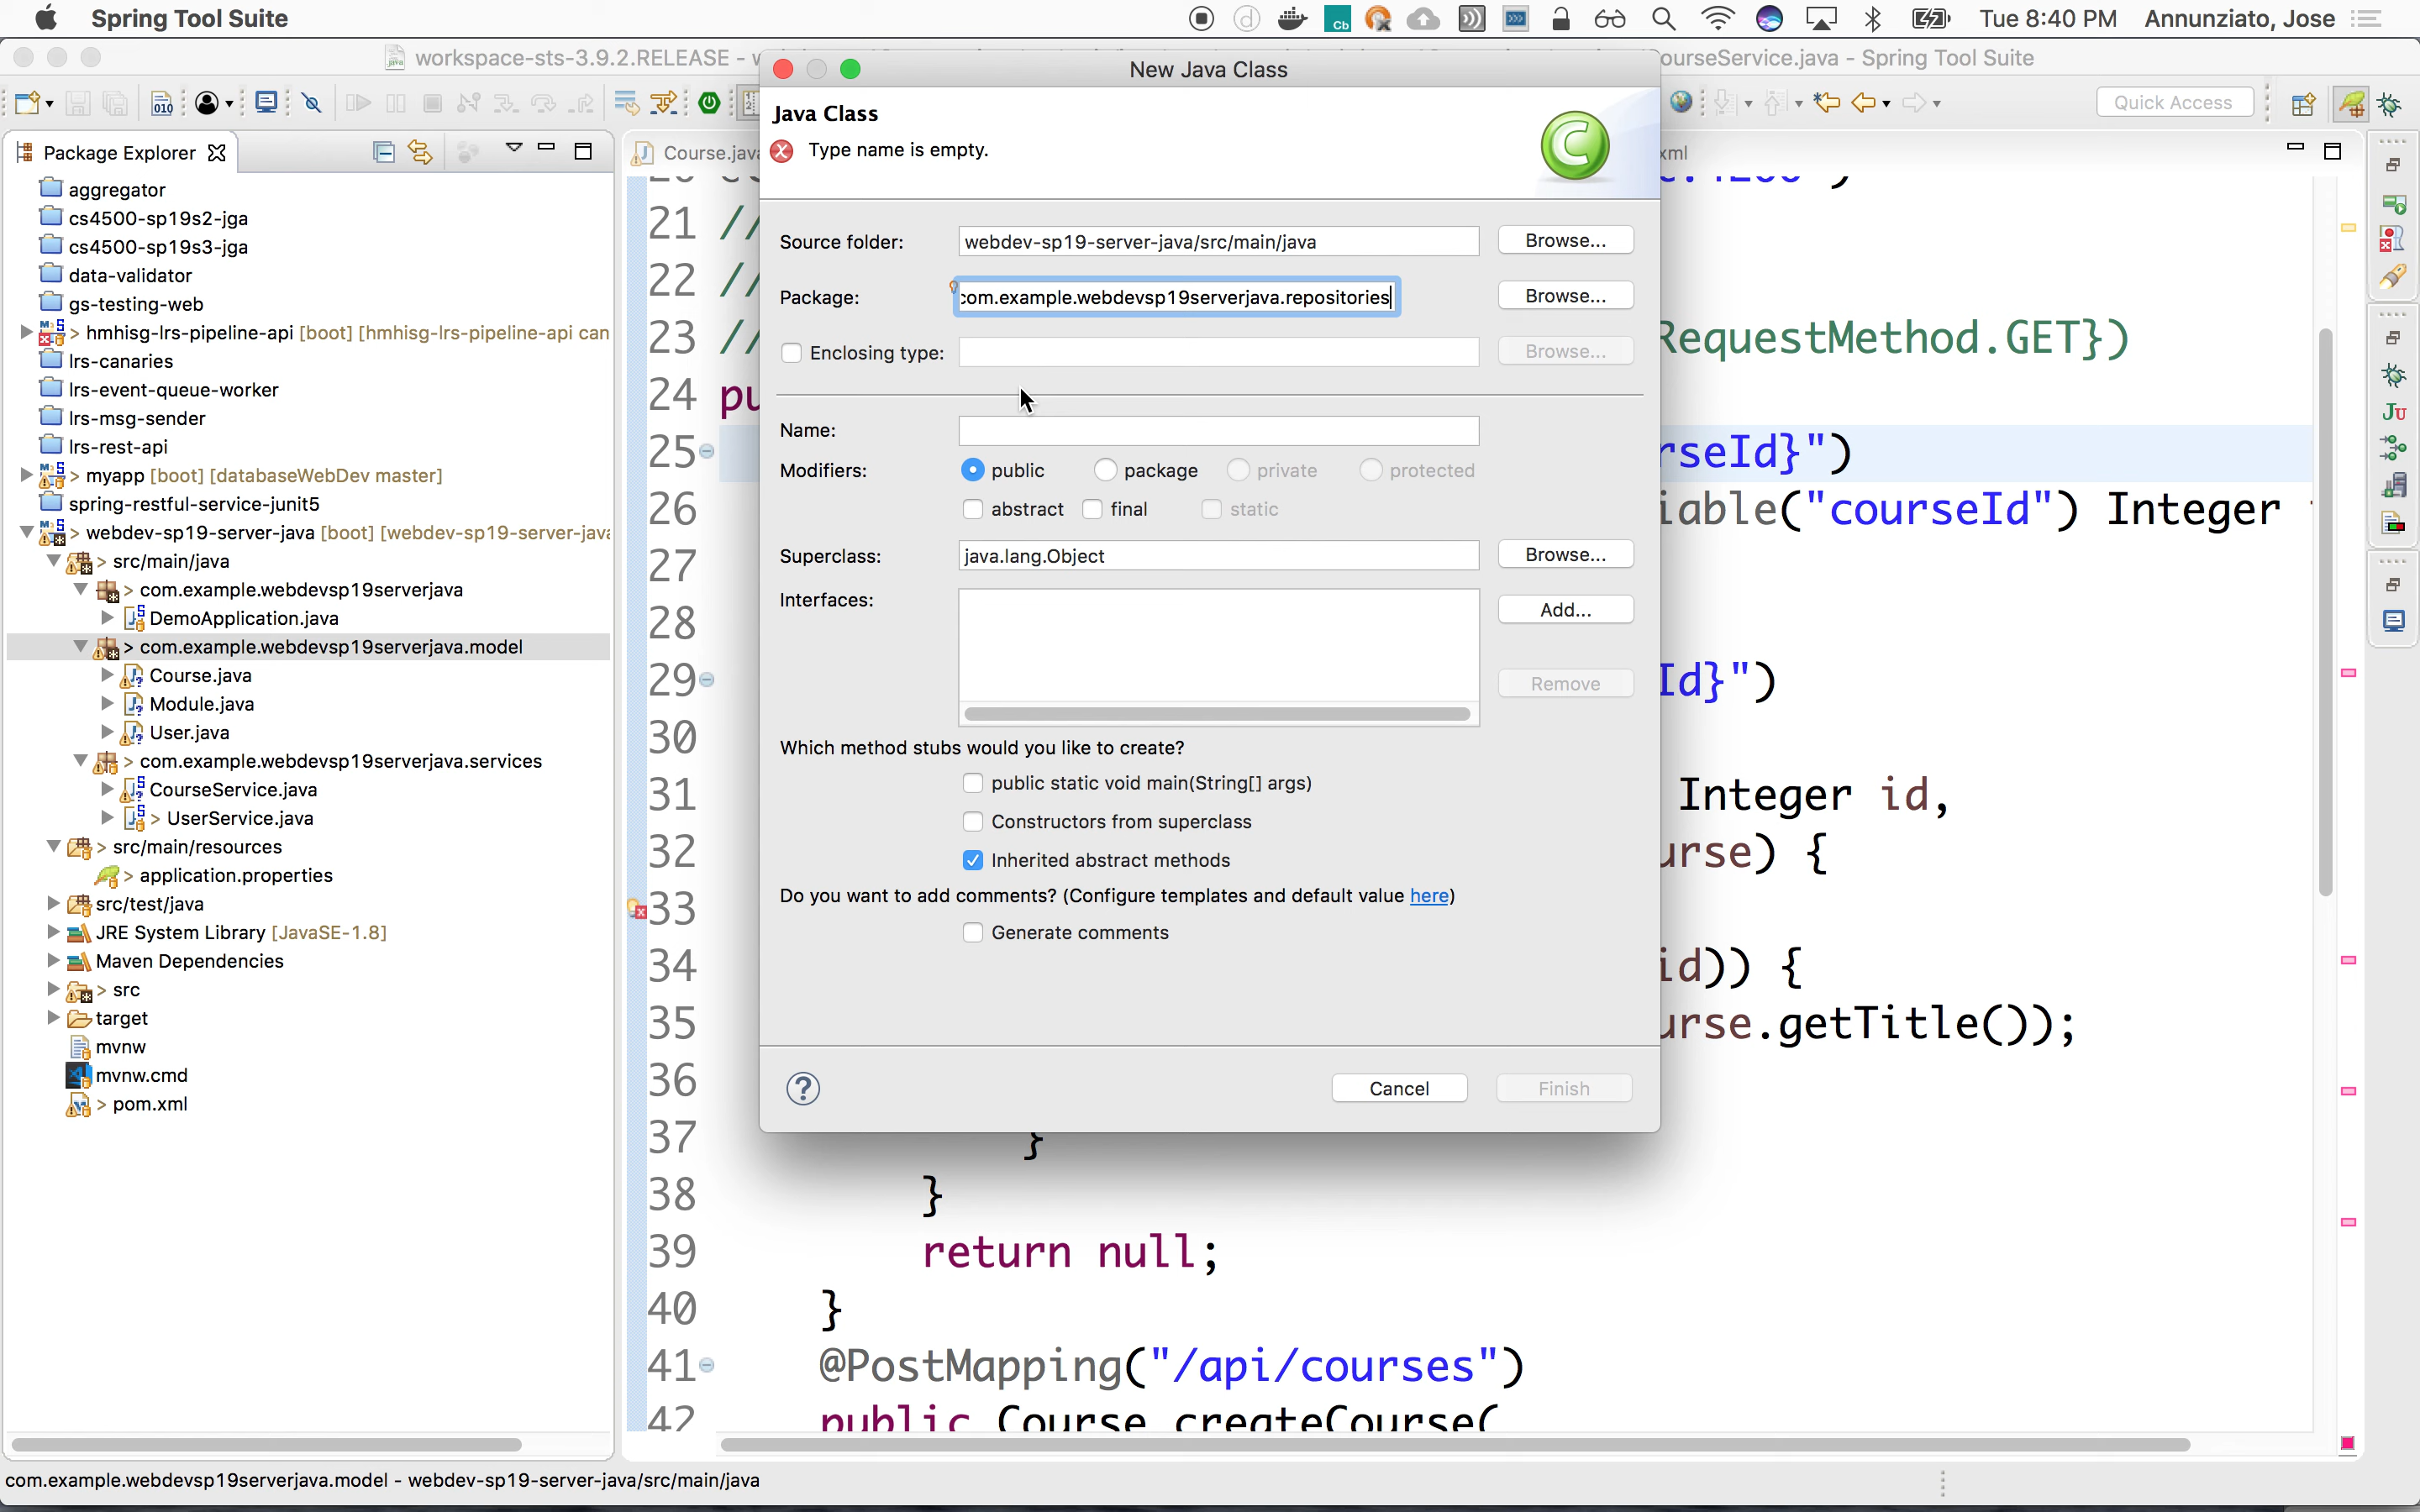 Spring Tool Suite
Tue 8:40 PM Annunziato, Jose
workspace-sts-3.9.2.RELEASE -
ourseService.java - Spring Tool Suite
New Java Class
Quick Access
Package Explorer
aggregator
cs4500-sp19s2-jga
cs4500-sp19s3-jga
data-validator
gs-testing-web
> hmhisg-lrs-pipeline-api [boot] [hmhisg-lrs-pipeline-api can
lrs-canaries
lrs-event-queue-worker
lrs-msg-sender
lrs-rest-api
> myapp [boot] [databaseWebDev master]
spring-restful-service-junit5
> webdev-sp19-server-java [boot] [webdev-sp19-server-java
> src/main/java
> com.example.webdevsp19serverjava
DemoApplication.java
> com.example.webdevsp19serverjava.model
Course.java
Module.java
User.java
> com.example.webdevsp19serverjava.services
CourseService.java
> UserService.java
> src/main/resources
> application.properties
src/test/java
JRE System Library [JavaSE-1.8]
Maven Dependencies
> src
target
mvnw
mvnw.cmd
> pom.xml
Java Class
Type name is empty.
Source folder: webdev-sp19-server-java/src/main/java Browse...
Package: com.example.webdevsp19serverjava.repositories Browse...
Enclosing type: Browse...
Name:
Modifiers: public package private protected
abstract final static
Superclass: java.lang.Object Browse...
Interfaces: Add...
Remove
Which method stubs would you like to create?
public static void main(String[] args)
Constructors from superclass
Inherited abstract methods
Do you want to add comments? (Configure templates and default value here)
Generate comments
Cancel Finish
Course.java
xml
21 //
22 //
23 // RequestMethod.GET})
24 pu
25 rseId}")
26 iable("courseId") Integer
27
28
29 Id}")
30
31 Integer id,
32 urse) {
33
34 id)) {
35 urse.getTitle());
36
37 }
38 }
39 return null;
40 }
41 @PostMapping("/api/courses")
42 public Course createCourse(
com.example.webdevsp19serverjava.model - webdev-sp19-server-java/src/main/java